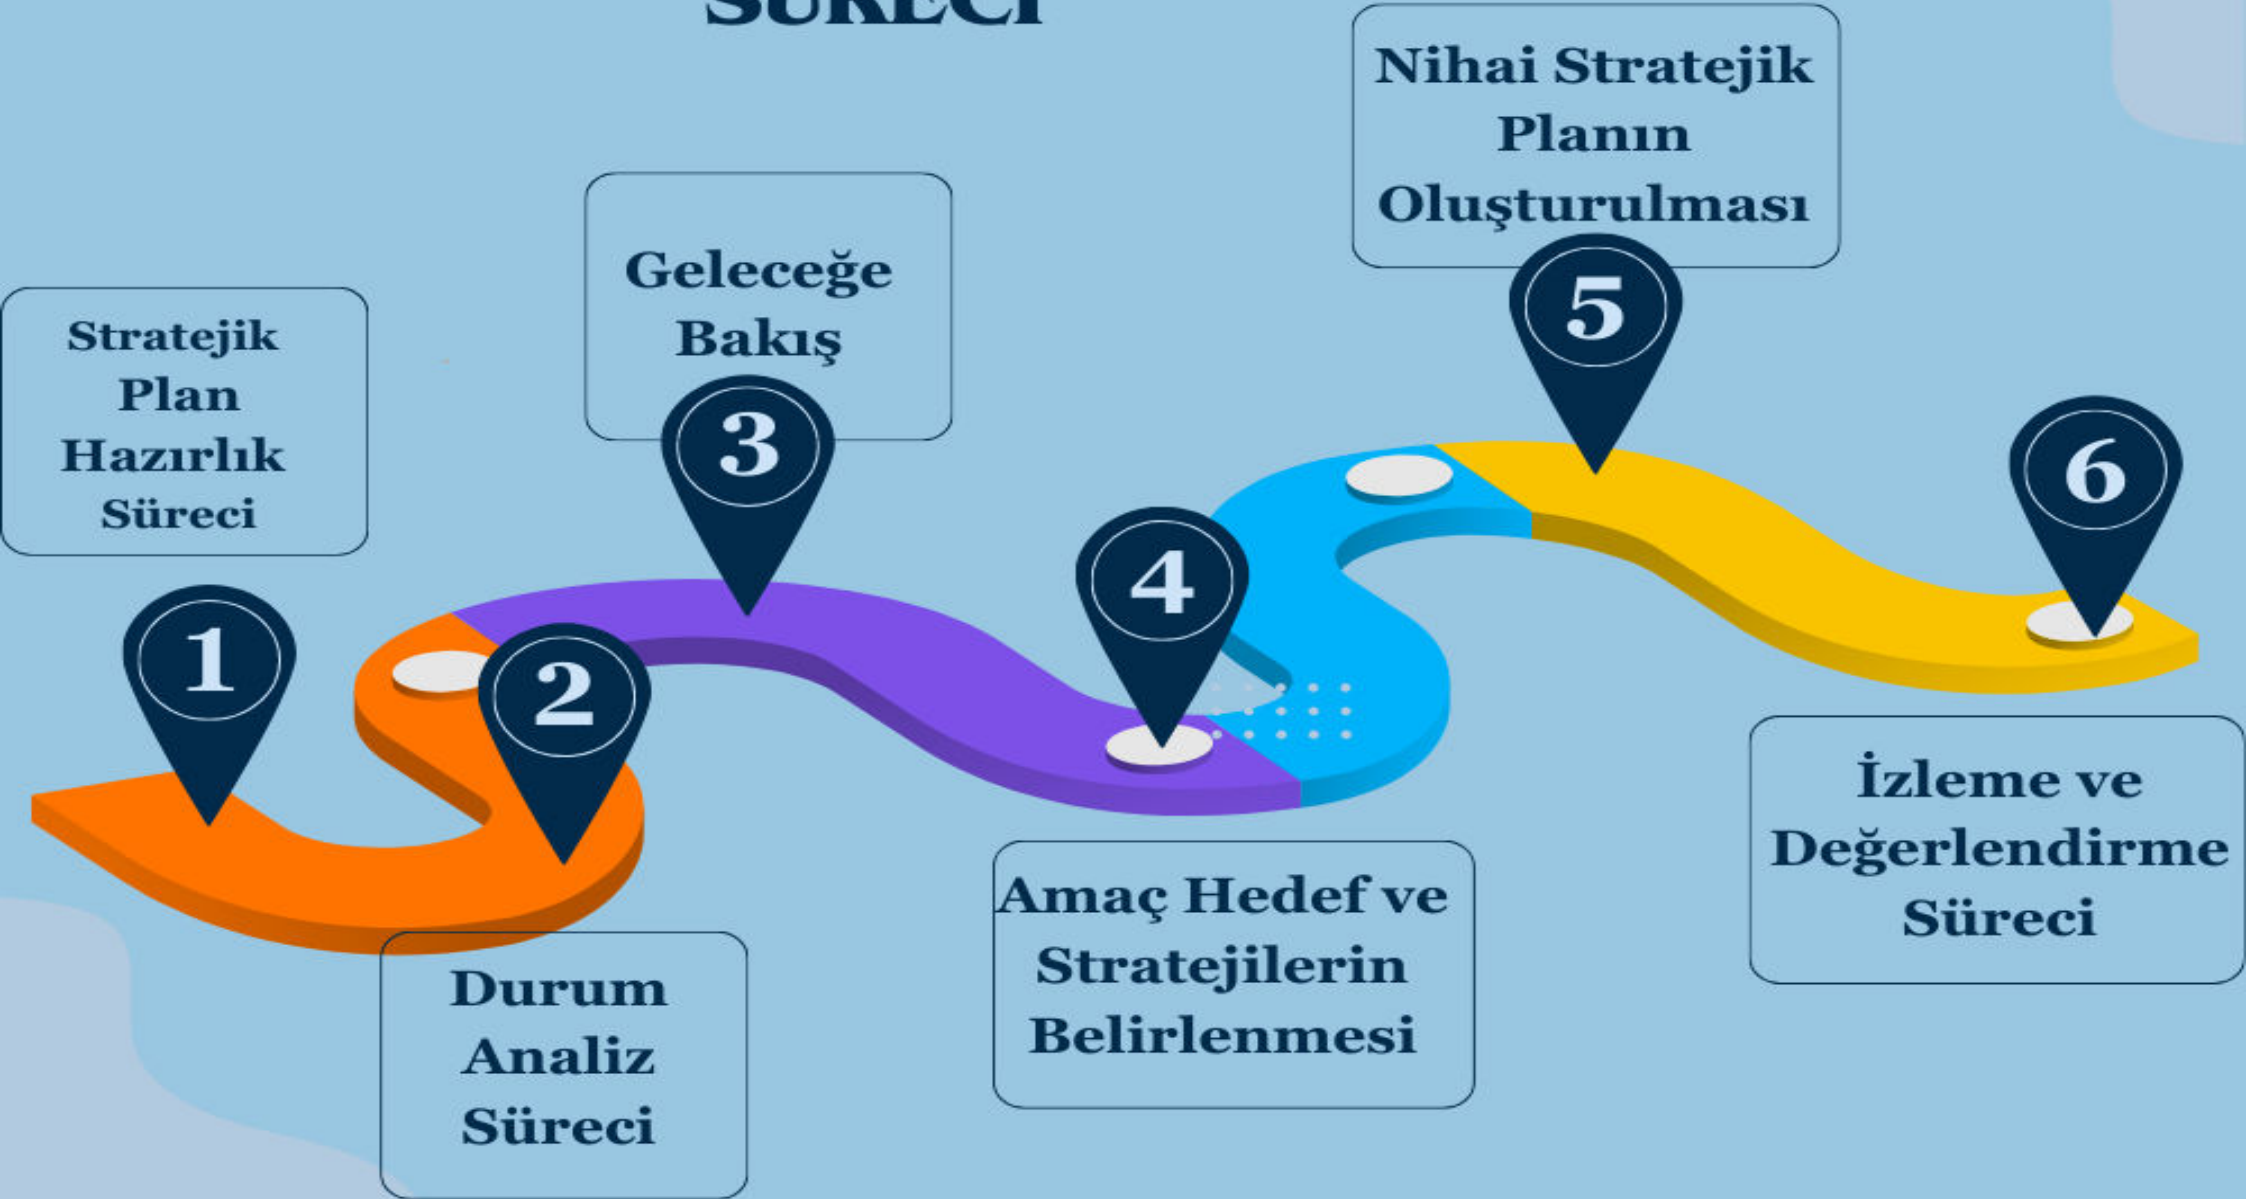 SÜRECİ
Stratejik
Plan
Hazırlık
Süreci
1
Durum
Analiz
Süreci
2
Geleceğe
Bakış
3
Amaç Hedef ve
Stratejilerin
Belirlenmesi
4
Nihai Stratejik
Planın
Oluşturulması
5
İzleme ve
Değerlendirme
Süreci
6